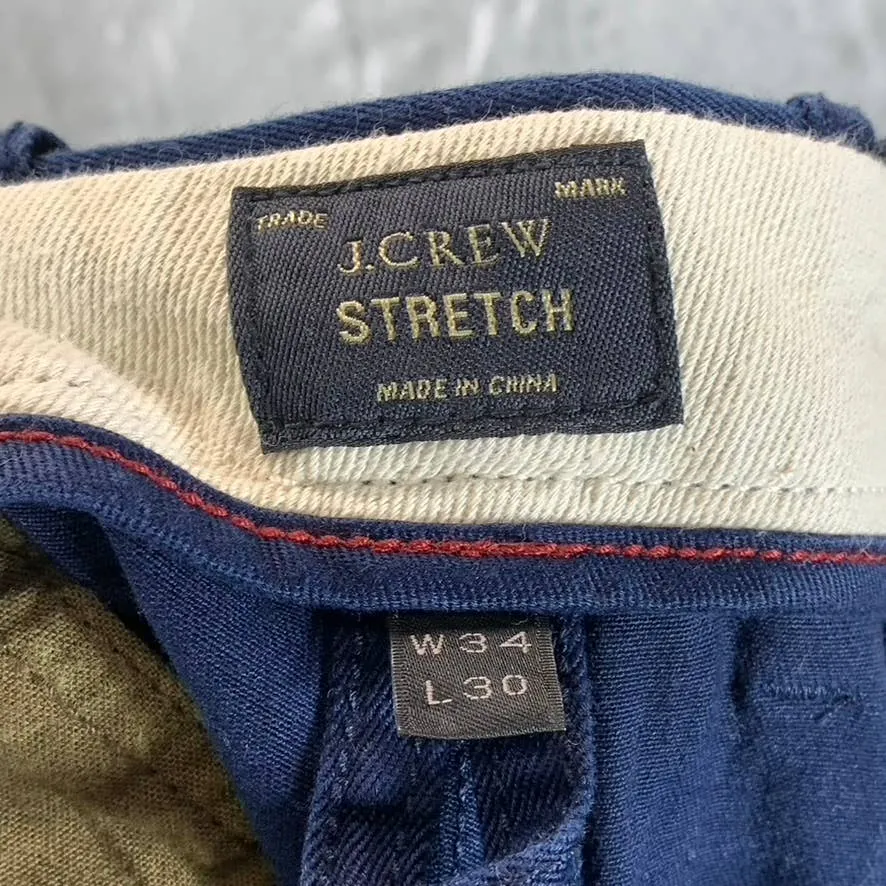 TRADE MARK
J.CREW
STRETCH
MADE IN CHINA
W34
L30